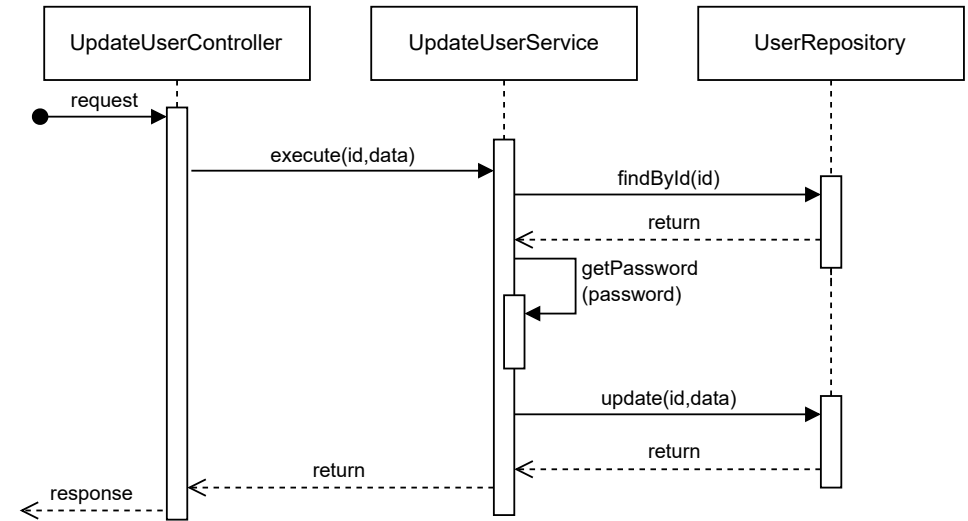 UpdateUserController
UpdateUserService
UserRepository
request
execute(id,data)
findById(id)
return
getPassword
(password)
update(id,data)
return
return
response